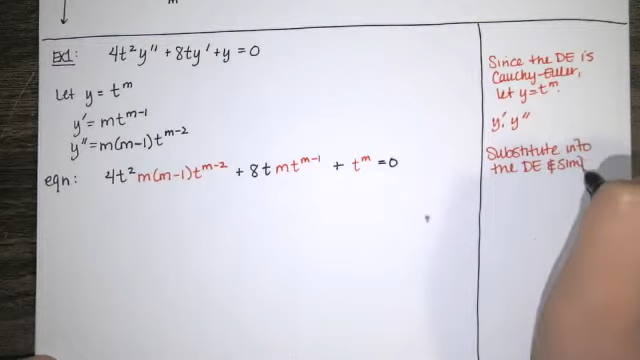 m
Ex1: 4t²y'' + 8ty' + y = 0
Let y = t^m
y' = mt^(m-1)
y'' = m(m-1)t^(m-2)
eqn: 4t² m(m-1)t^(m-2) + 8t mt^(m-1) + t^m = 0
Since the DE is
Cauchy-Euler,
let y=t^m.
y', y''
Substitute into
the DE & Sim